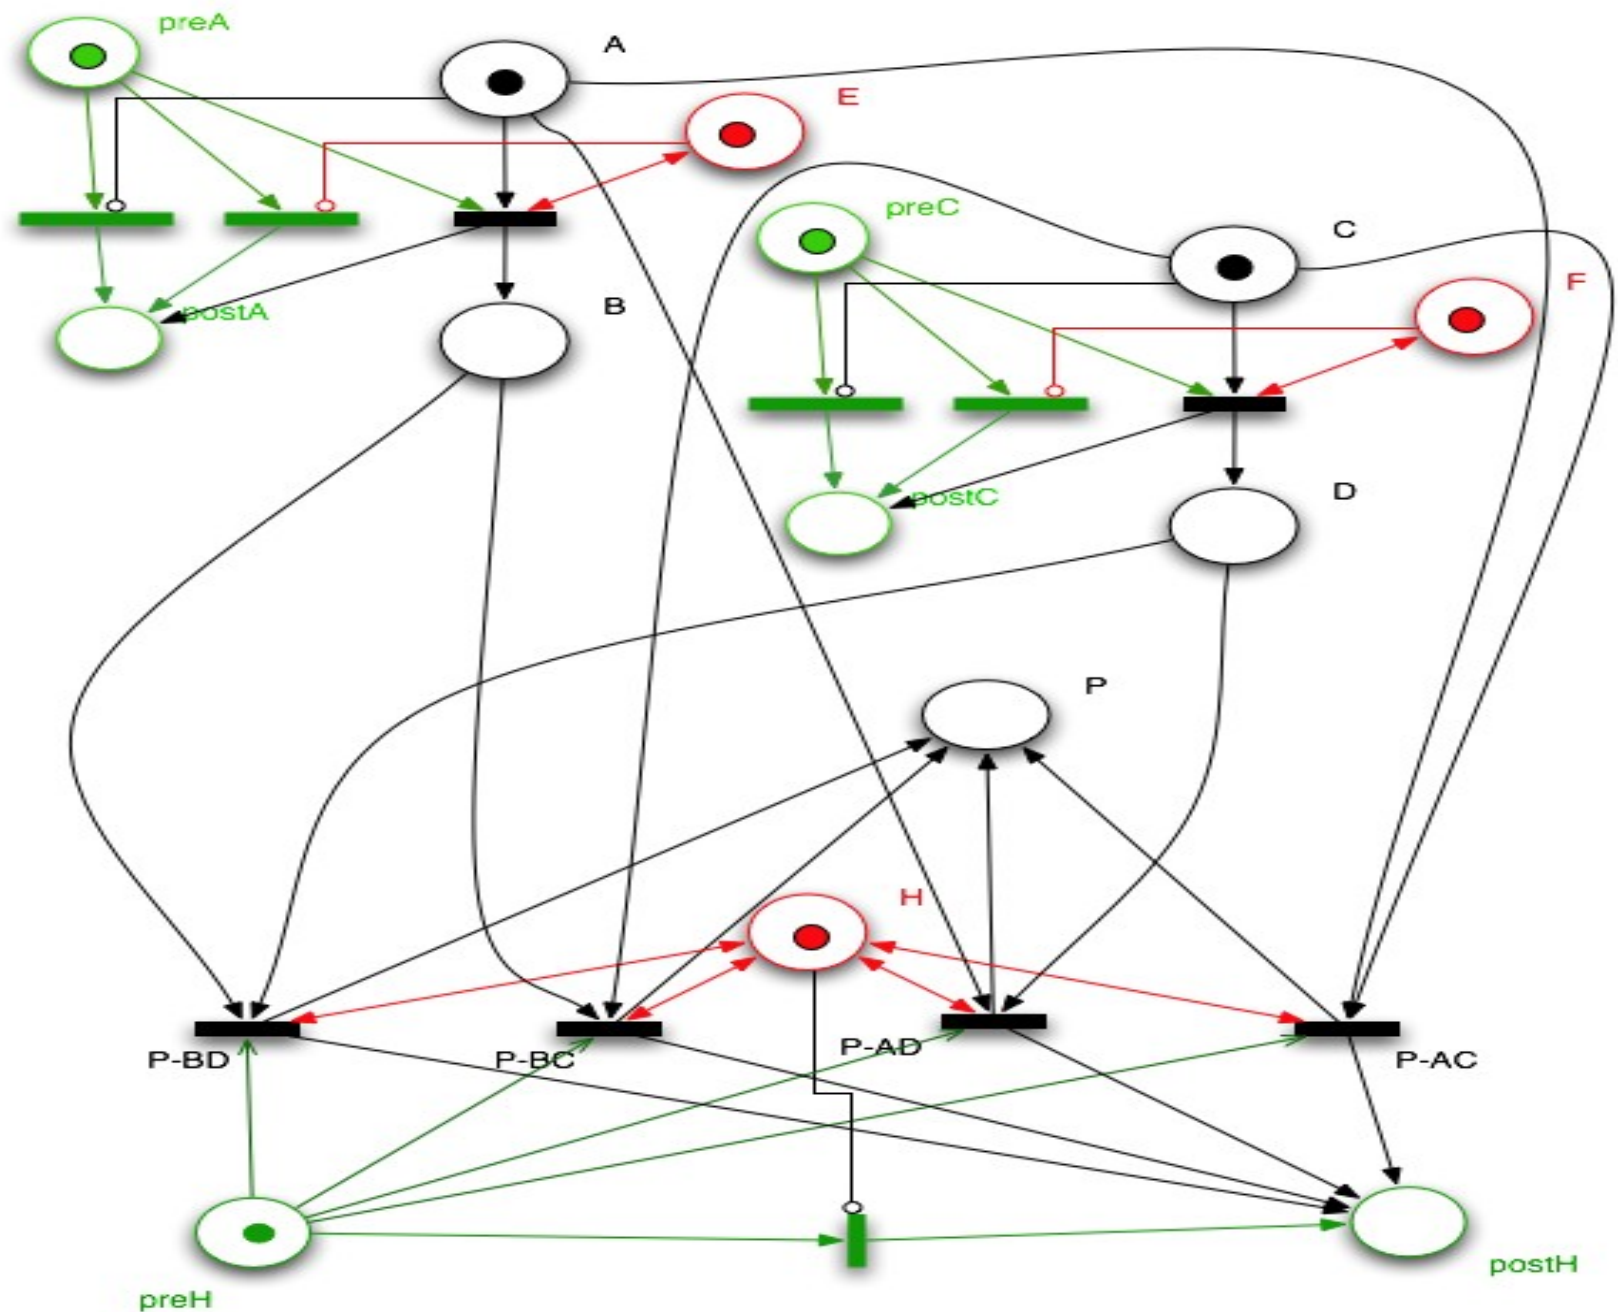 preA
A
E
preC
C
F
postA
B
postC
D
P
H
P-BD
P-BC
P-AD
P-AC
preH
postH